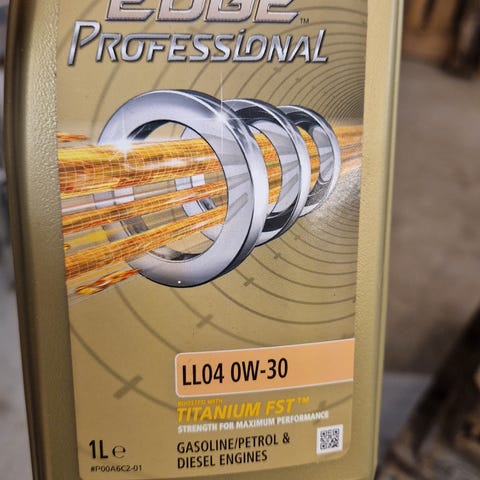 EDGE™
PROFESSIONAL
LL04 0W-30
BOOSTED WITH
TITANIUM FST™
STRENGTH FOR MAXIMUM PERFORMANCE
1L e
GASOLINE/PETROL &
DIESEL ENGINES
#P00A6C2-01